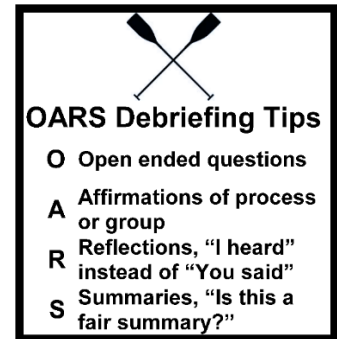 OARS Debriefing Tips
O Open ended questions
A Affirmations of process
or group
R Reflections, “I heard”
instead of “You said”
S Summaries, “Is this a
fair summary?”